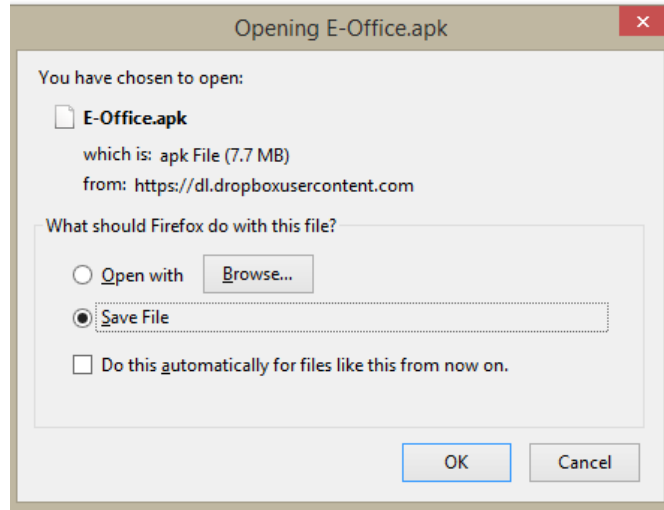 Opening E-Office.apk
You have chosen to open:
E-Office.apk
which is: apk File (7.7 MB)
from: https://dl.dropboxusercontent.com
What should Firefox do with this file?
Open with Browse...
Save File
Do this automatically for files like this from now on.
OK Cancel